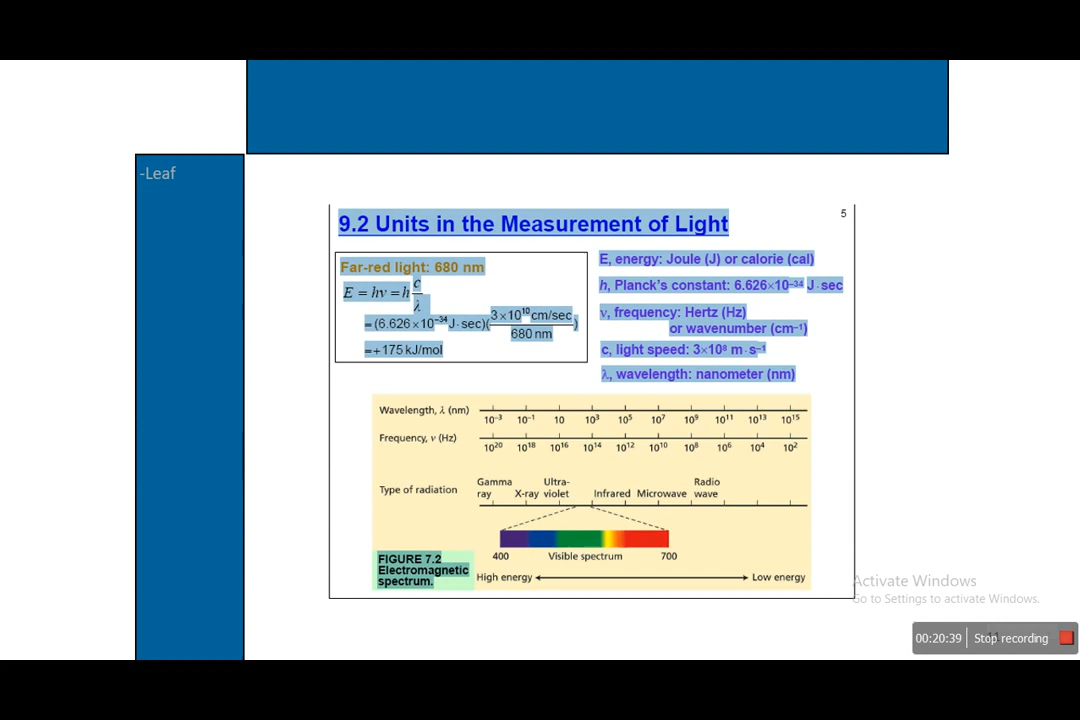 -Leaf
5
9.2 Units in the Measurement of Light
Far-red light: 680 nm
E = hν = h c/λ
= (6.626 × 10⁻³⁴ J·sec)(3 × 10¹⁰ cm/sec / 680 nm)
= +175 kJ/mol
E, energy: Joule (J) or calorie (cal)
h, Planck's constant: 6.626×10⁻³⁴ J·sec
ν, frequency: Hertz (Hz)
or wavenumber (cm⁻¹)
c, light speed: 3×10⁸ m·s⁻¹
λ, wavelength: nanometer (nm)
Wavelength, λ (nm)
10⁻³ 10⁻¹ 10 10³ 10⁵ 10⁷ 10⁹ 10¹¹ 10¹³ 10¹⁵
Frequency, ν (Hz)
10²⁰ 10¹⁸ 10¹⁶ 10¹⁴ 10¹² 10¹⁰ 10⁸ 10⁶ 10⁴ 10²
Type of radiation
Gamma ray
X-ray
Ultra-violet
Infrared
Microwave
Radio wave
400 Visible spectrum 700
High energy Low energy
FIGURE 7.2
Electromagnetic
spectrum.
Activate Windows
Go to Settings to activate Windows.
00:20:39 Stop recording